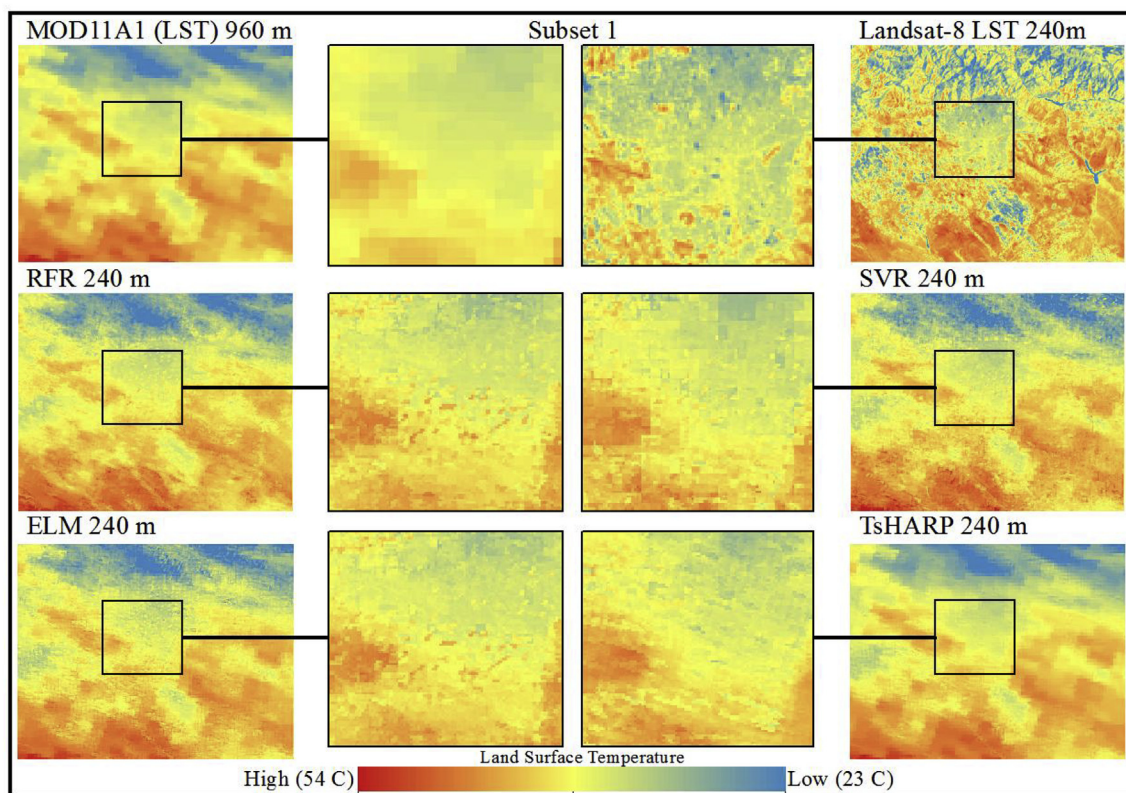 MOD11A1 (LST) 960 m
Subset 1
Landsat-8 LST 240m
RFR 240 m
SVR 240 m
ELM 240 m
TsHARP 240 m
Land Surface Temperature
High (54 C)
Low (23 C)